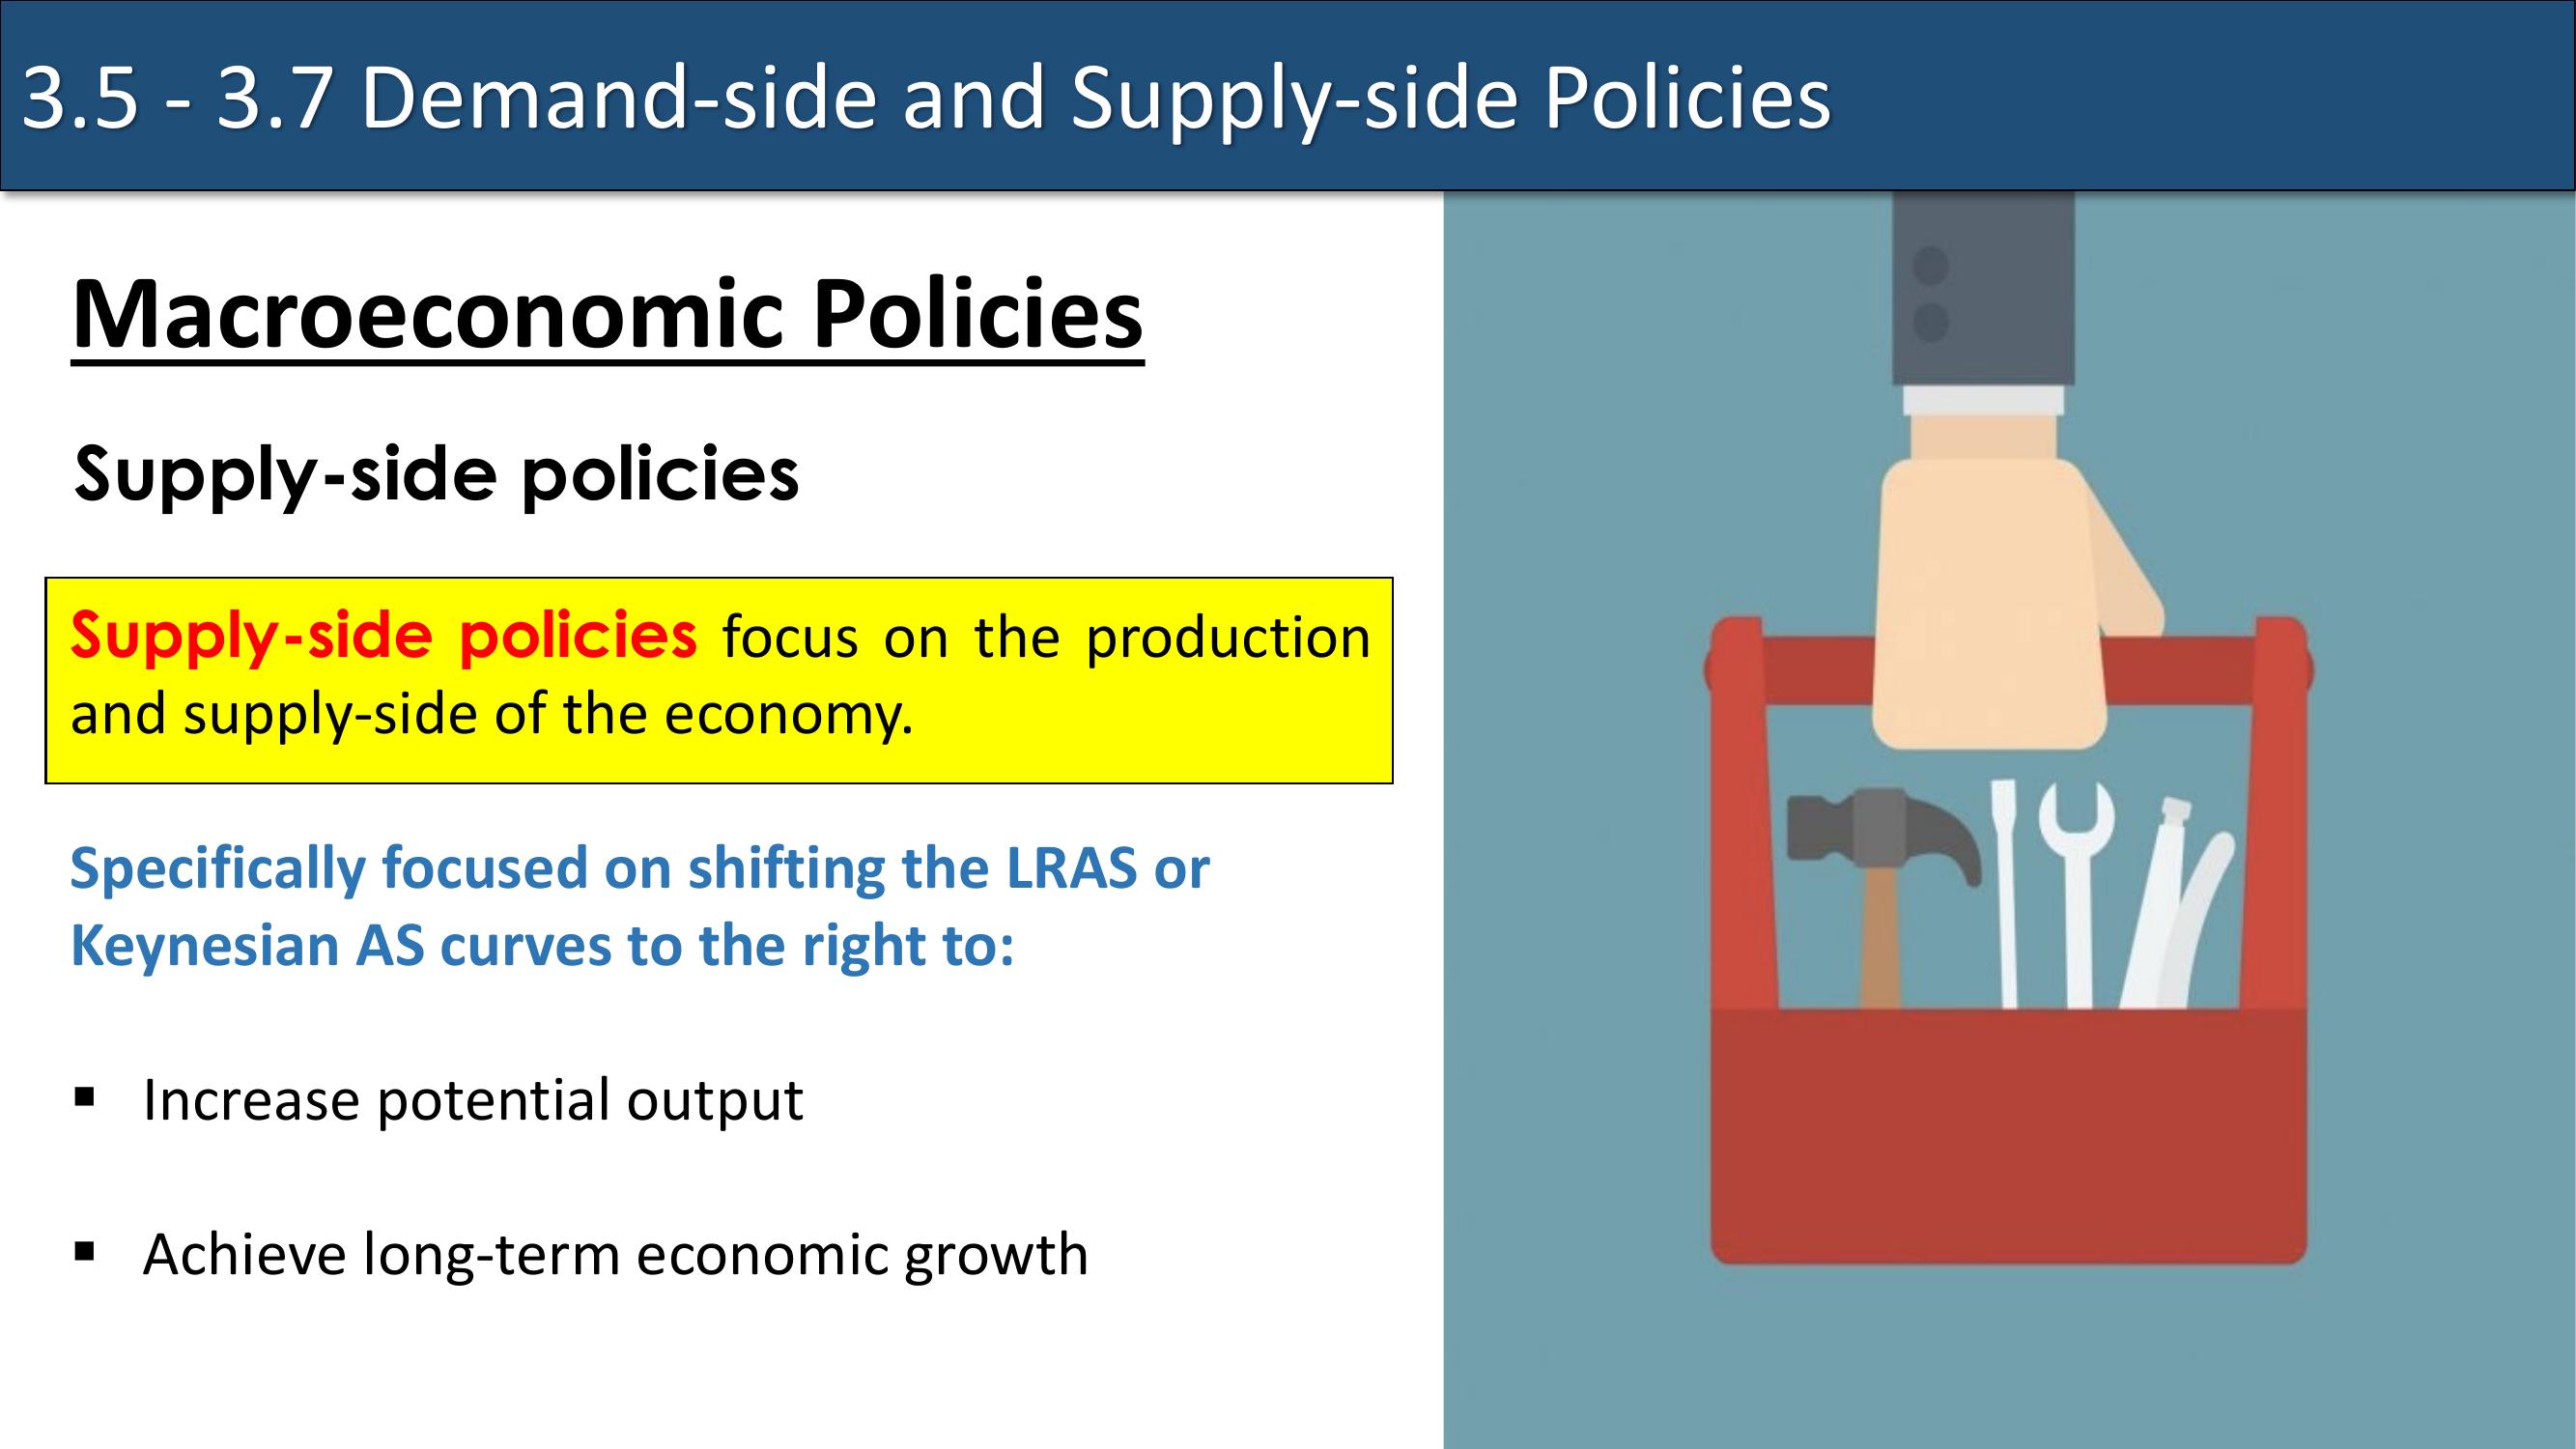 3.5 - 3.7 Demand-side and Supply-side Policies
Macroeconomic Policies
Supply-side policies
Supply-side policies focus on the production
and supply-side of the economy.
Specifically focused on shifting the LRAS or
Keynesian AS curves to the right to:
▪ Increase potential output
▪ Achieve long-term economic growth